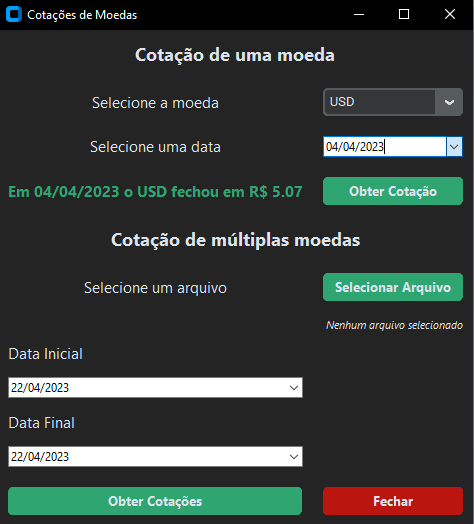 Cotações de Moedas
Cotação de uma moeda
Selecione a moeda
USD
Selecione uma data
04/04/2023
Em 04/04/2023 o USD fechou em R$ 5.07
Obter Cotação
Cotação de múltiplas moedas
Selecione um arquivo
Selecionar Arquivo
Nenhum arquivo selecionado
Data Inicial
22/04/2023
Data Final
22/04/2023
Obter Cotações
Fechar